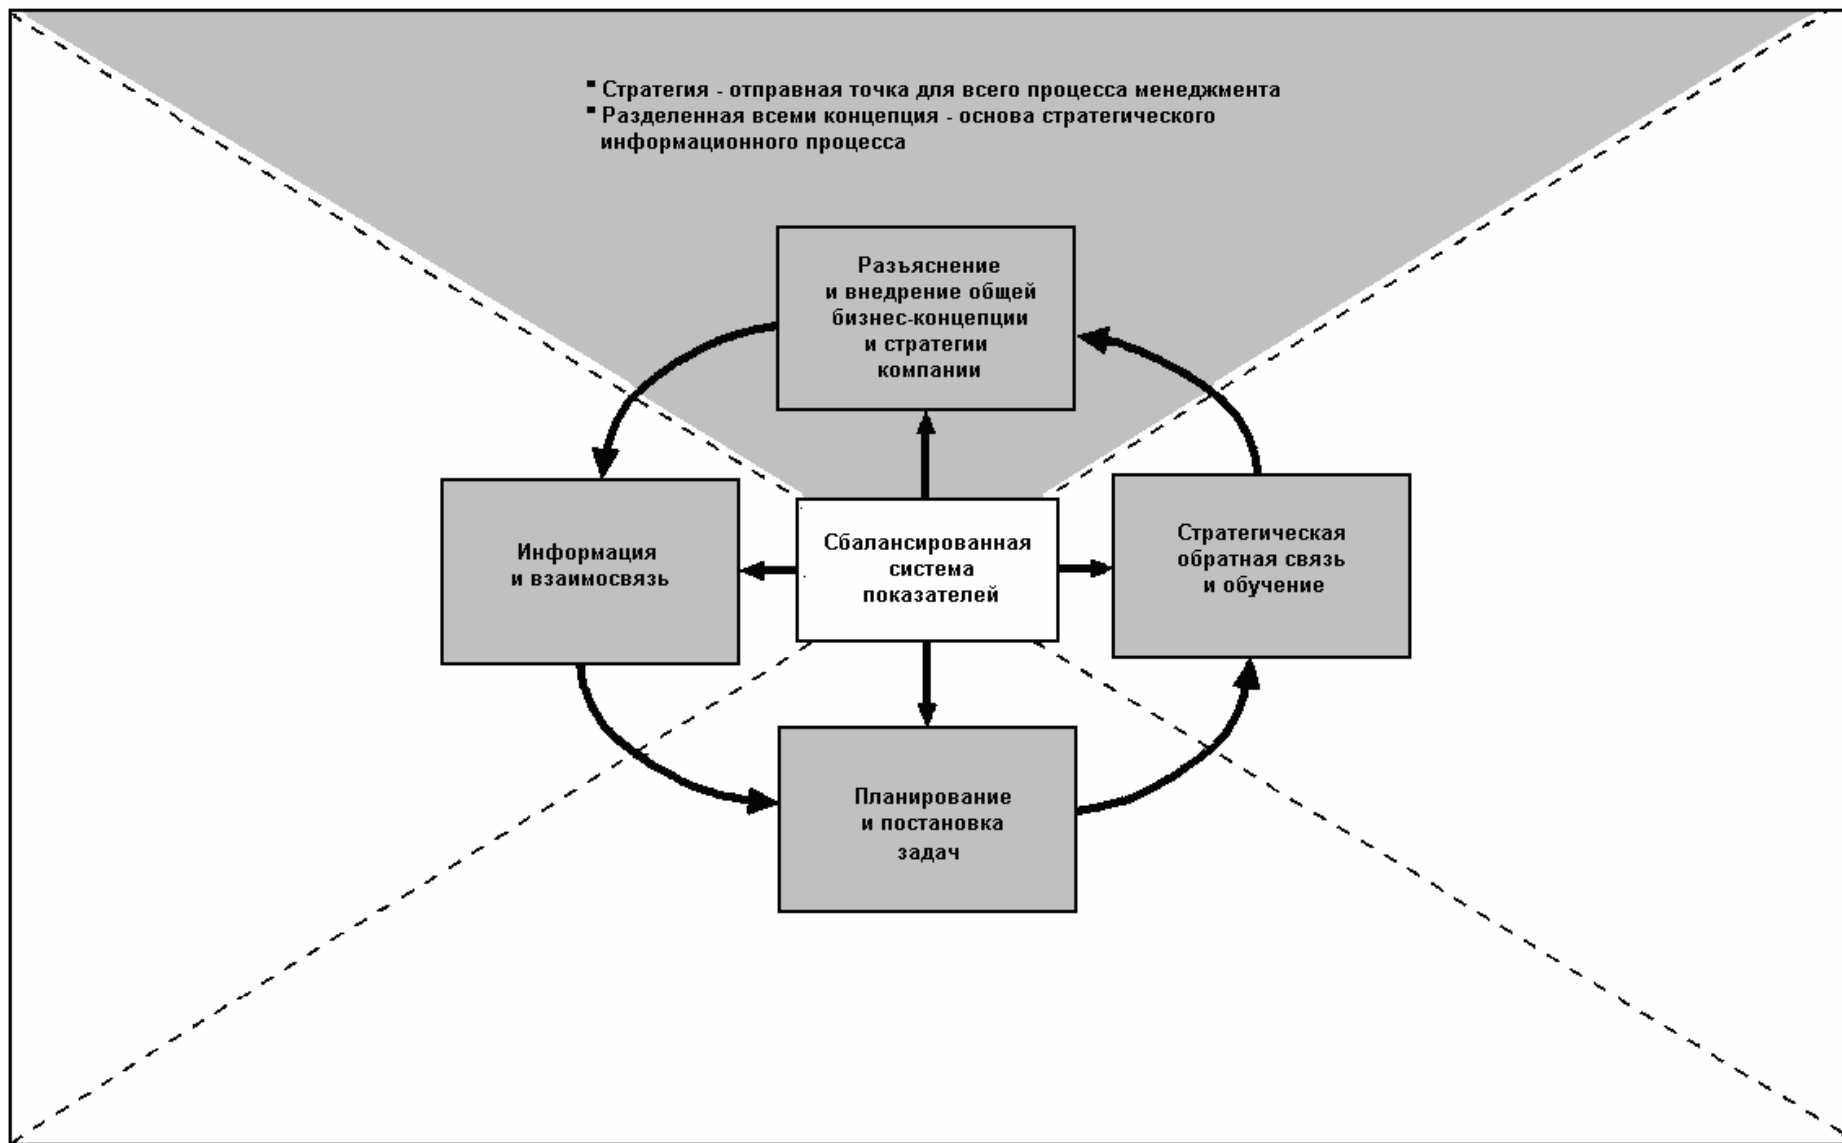 ▪ Стратегия - отправная точка для всего процесса менеджмента
▪ Разделенная всеми концепция - основа стратегического
информационного процесса
Разъяснение
и внедрение общей
бизнес-концепции
и стратегии
компании
Информация
и взаимосвязь
Сбалансированная
система
показателей
Стратегическая
обратная связь
и обучение
Планирование
и постановка
задач